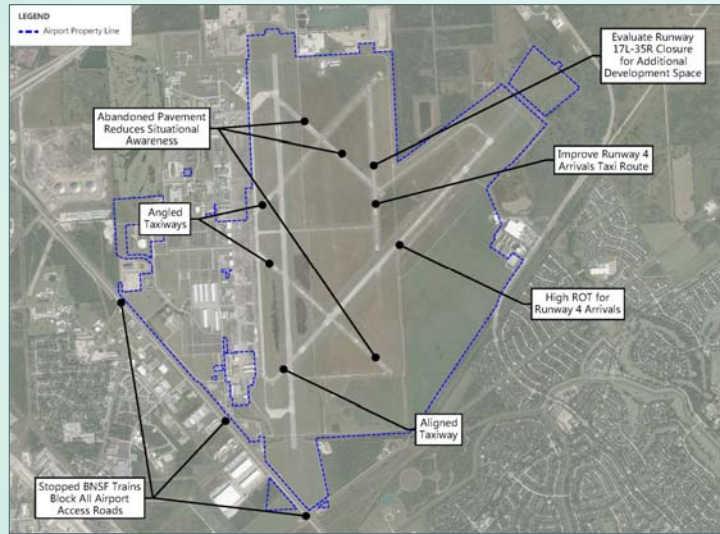 LEGEND
Airport Property Line
Evaluate Runway
17L-35R Closure
for Additional
Development Space
Abandoned Pavement
Reduces Situational
Awareness
Improve Runway 4
Arrivals Taxi Route
Angled
Taxiways
High ROT for
Runway 4 Arrivals
Aligned
Taxiway
Stopped BNSF Trains
Block All Airport
Access Roads